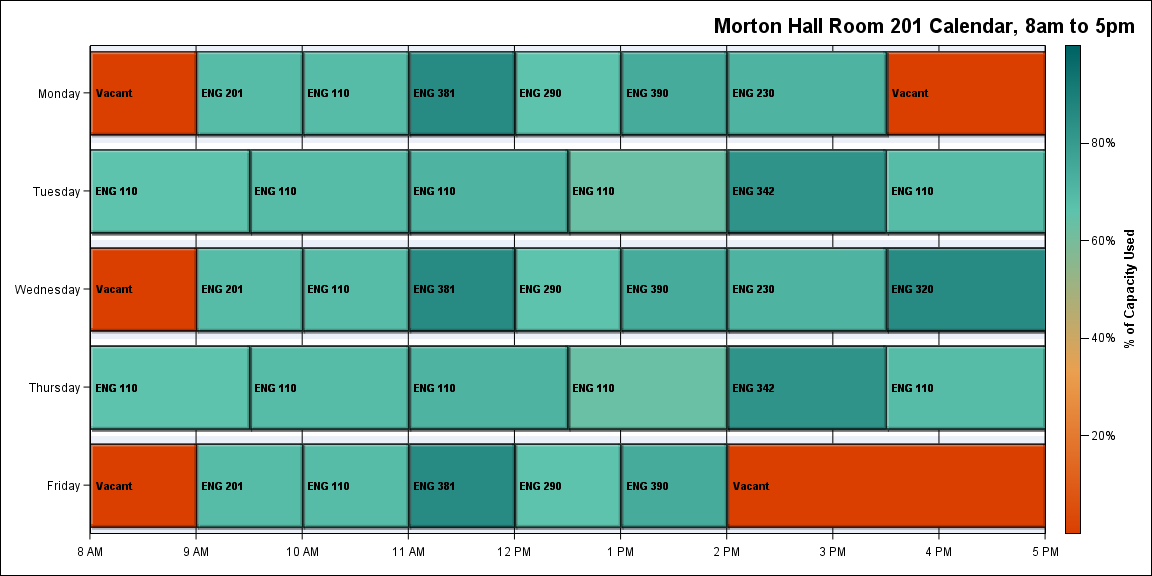 Morton Hall Room 201 Calendar, 8am to 5pm
Monday
Vacant
ENG 201
ENG 110
ENG 381
ENG 290
ENG 390
ENG 230
Vacant
Tuesday
ENG 110
ENG 110
ENG 110
ENG 110
ENG 342
ENG 110
Wednesday
Vacant
ENG 201
ENG 110
ENG 381
ENG 290
ENG 390
ENG 230
ENG 320
Thursday
ENG 110
ENG 110
ENG 110
ENG 110
ENG 342
ENG 110
Friday
Vacant
ENG 201
ENG 110
ENG 381
ENG 290
ENG 390
Vacant
8 AM
9 AM
10 AM
11 AM
12 PM
1 PM
2 PM
3 PM
4 PM
5 PM
80%
60%
40%
20%
% of Capacity Used